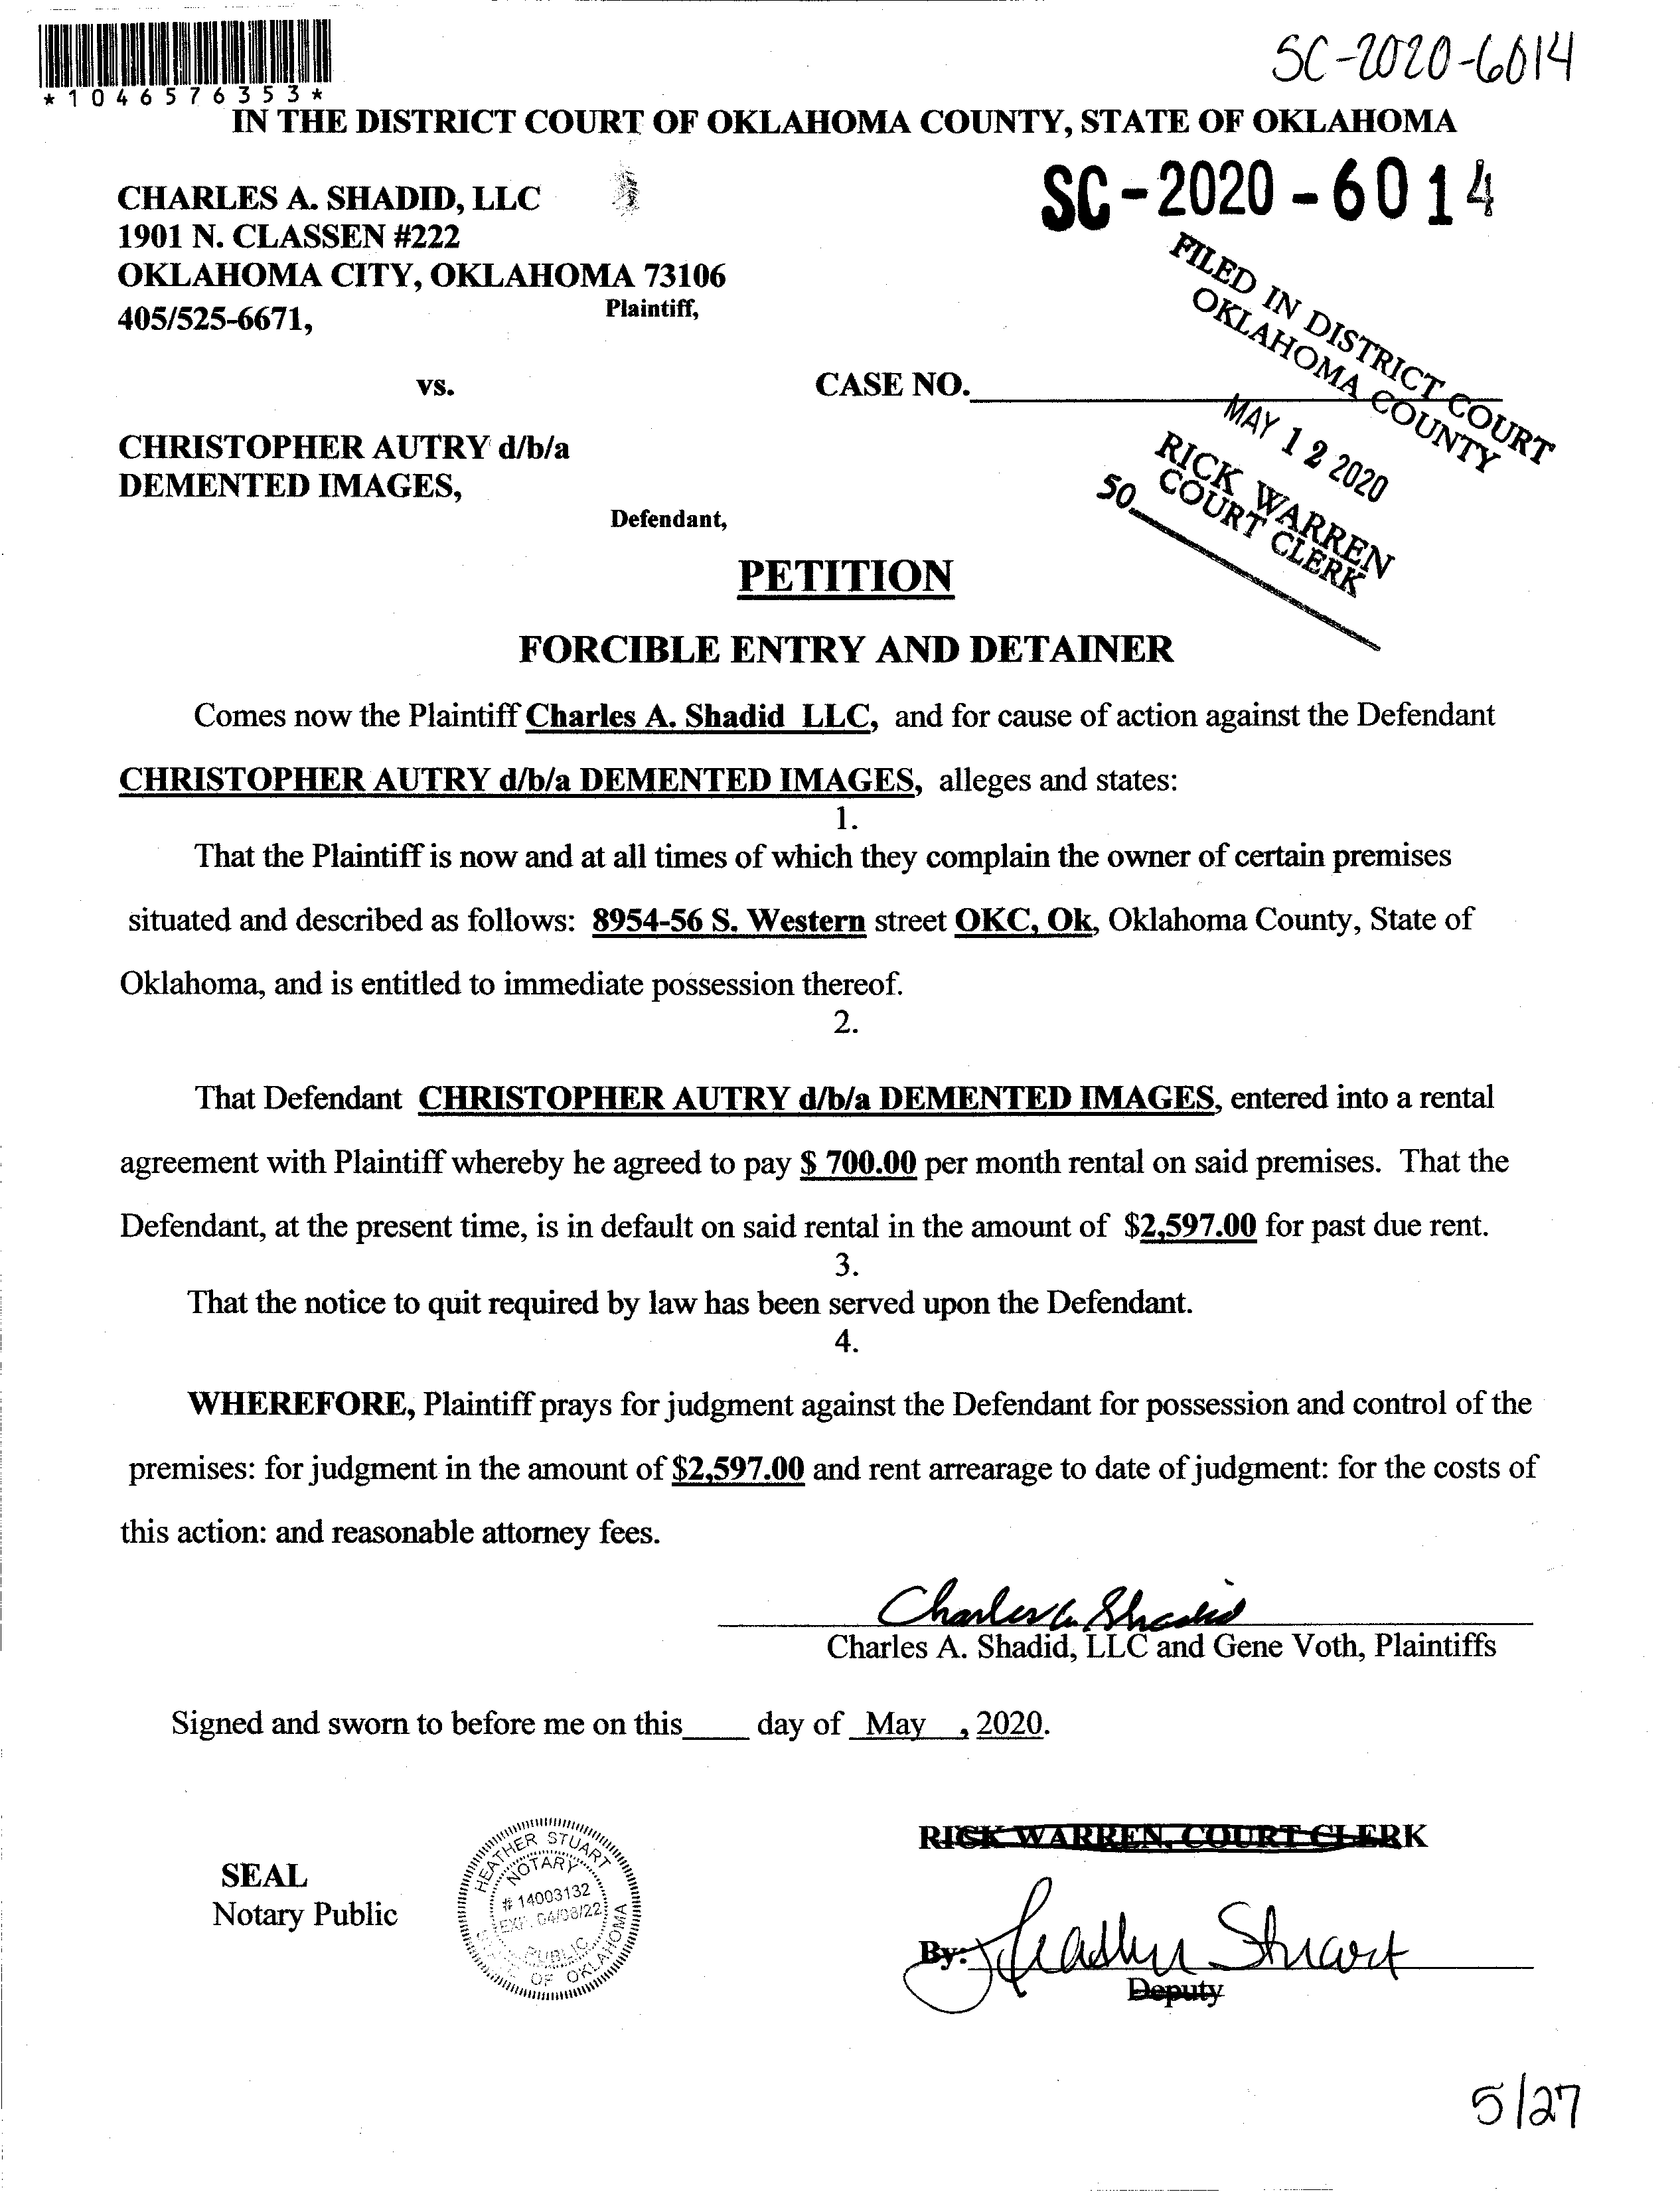 SC-2020-6014
*1046576353*
IN THE DISTRICT COURT OF OKLAHOMA COUNTY, STATE OF OKLAHOMA
SC-2020-6014
CHARLES A. SHADID, LLC
1901 N. CLASSEN #222
OKLAHOMA CITY, OKLAHOMA 73106
Plaintiff,
405/525-6671,
FILED IN DISTRICT COURT
OKLAHOMA COUNTY
vs.
CASE NO.
MAY 12 2020
RICK WARREN
COURT CLERK
50
CHRISTOPHER AUTRY d/b/a
DEMENTED IMAGES,
Defendant,
PETITION
FORCIBLE ENTRY AND DETAINER
Comes now the Plaintiff Charles A. Shadid LLC, and for cause of action against the Defendant
CHRISTOPHER AUTRY d/b/a DEMENTED IMAGES, alleges and states:
1.
That the Plaintiff is now and at all times of which they complain the owner of certain premises
situated and described as follows: 8954-56 S. Western street OKC, Ok, Oklahoma County, State of
Oklahoma, and is entitled to immediate possession thereof.
2.
That Defendant CHRISTOPHER AUTRY d/b/a DEMENTED IMAGES, entered into a rental
agreement with Plaintiff whereby he agreed to pay $ 700.00 per month rental on said premises. That the
Defendant, at the present time, is in default on said rental in the amount of $2,597.00 for past due rent.
3.
That the notice to quit required by law has been served upon the Defendant.
4.
WHEREFORE, Plaintiff prays for judgment against the Defendant for possession and control of the
premises: for judgment in the amount of $2,597.00 and rent arrearage to date of judgment: for the costs of
this action: and reasonable attorney fees.
Charles A. Shadid
Charles A. Shadid, LLC and Gene Voth, Plaintiffs
Signed and sworn to before me on this____ day of May , 2020.
RICK WARREN, COURT CLERK
SEAL
Notary Public
HEATHER STUART
NOTARY
# 14003132
EXP. 04/08/22
PUBLIC
OF OKLAHOMA
By: Heather Stuart
Deputy
5/27